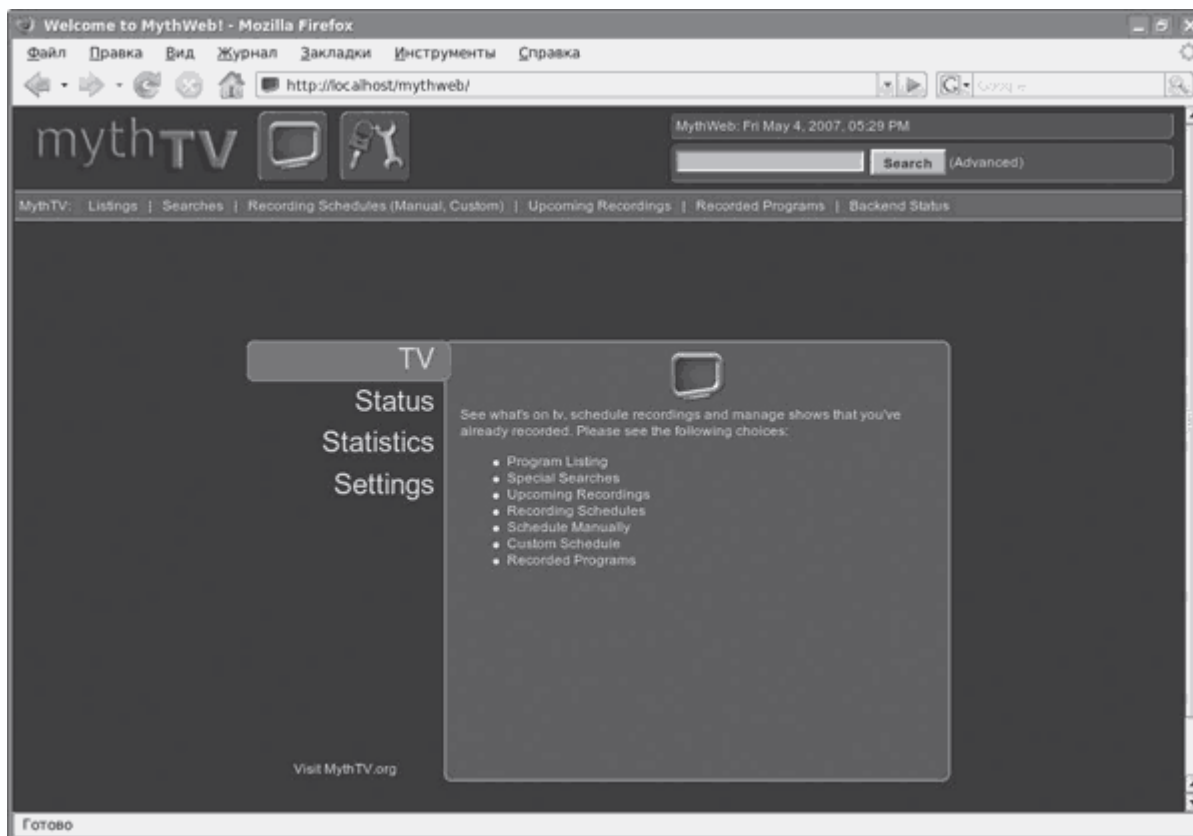 Welcome to MythWeb! - Mozilla Firefox
Файл Правка Вид Журнал Закладки Инструменты Справка
http://localhost/mythweb/ Google
mythTV
MythWeb: Fri May 4, 2007, 05:29 PM
Search (Advanced)
MythTV: Listings | Searches | Recording Schedules (Manual, Custom) | Upcoming Recordings | Recorded Programs | Backend Status
TV
Status
Statistics
Settings
See what's on tv, schedule recordings and manage shows that you've
already recorded. Please see the following choices:
Program Listing
Special Searches
Upcoming Recordings
Recording Schedules
Schedule Manually
Custom Schedule
Recorded Programs
Visit MythTV.org
Готово